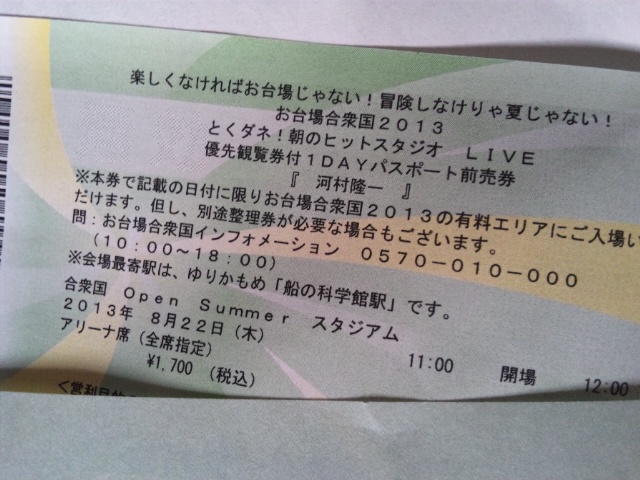 楽しくなければお台場じゃない！冒険しなけりゃ夏じゃない！
お台場合衆国２０１３
とくダネ！朝のヒットスタジオ　ＬＩＶＥ
優先観覧券付１ＤＡＹパスポート前売券
『　河村隆一　』
※本券で記載の日付に限りお台場合衆国２０１３の有料エリアにご入場い
だけます。但し、別途整理券が必要な場合もございます。
問：お台場合衆国インフォメーション　０５７０－０１０－０００
（１０：００～１８：００）
※会場最寄駅は、ゆりかもめ「船の科学館駅」です。
合衆国　Ｏｐｅｎ　Ｓｕｍｍｅｒ　スタジアム
２０１３年　８月２２日（木）　11:00　開場　12:00
アリーナ席（全席指定）
¥1,700　（税込）
＜営利目的